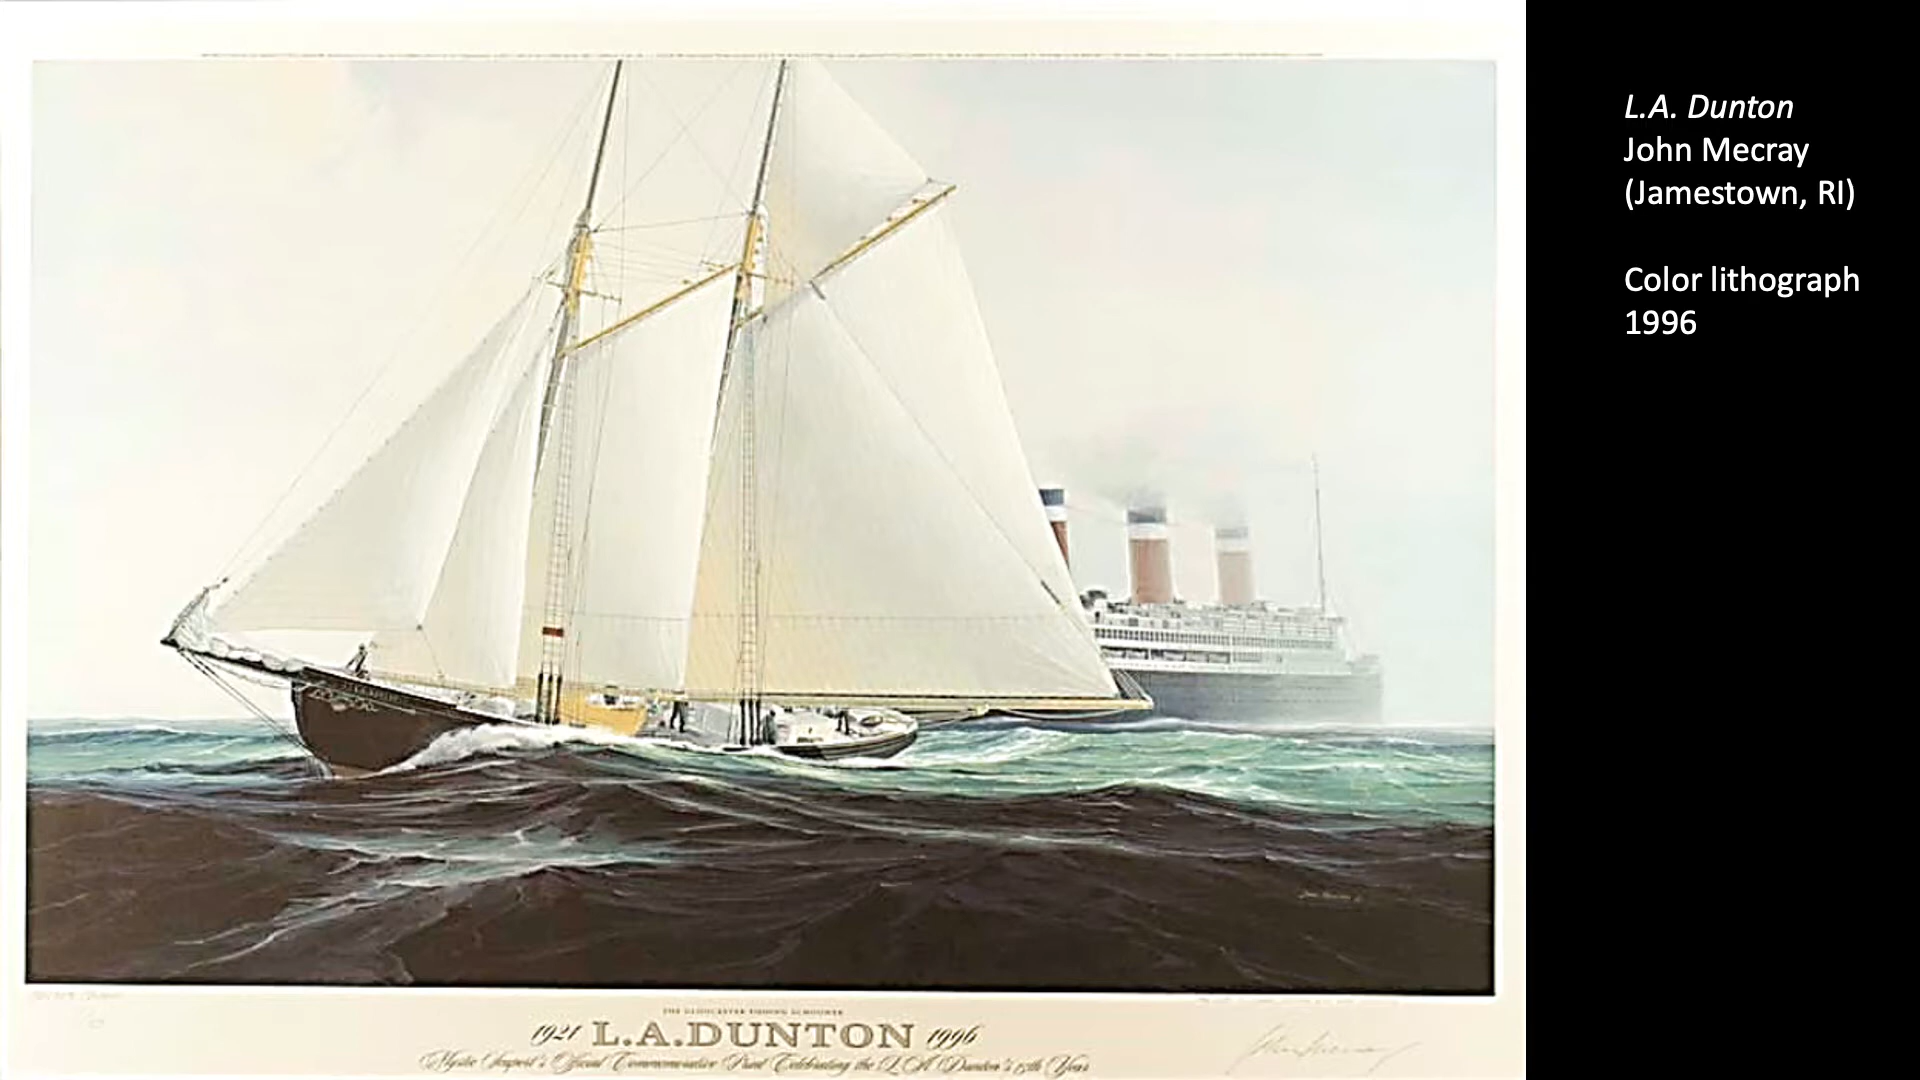 L.A. Dunton
John Mecray
(Jamestown, RI)
Color lithograph
1996
THE GLOUCESTER FISHING SCHOONER
1921 L.A.DUNTON 1996
Mystic Seaport's Official Commemorative Print Celebrating the L A Dunton's 75th Year